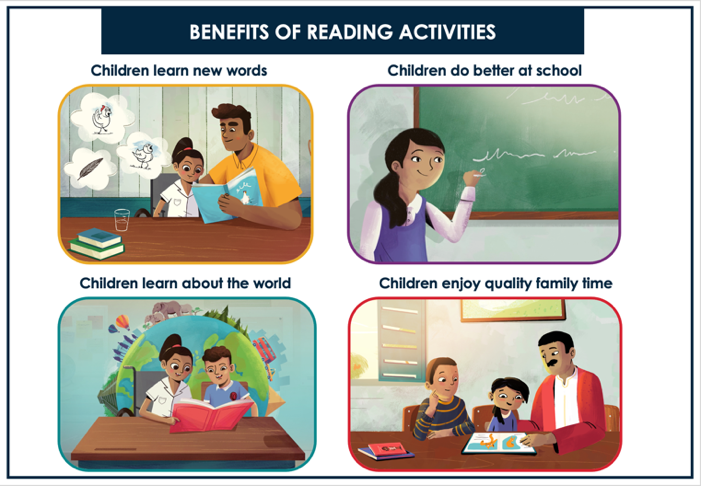 BENEFITS OF READING ACTIVITIES
Children learn new words
Children do better at school
Children learn about the world
Children enjoy quality family time